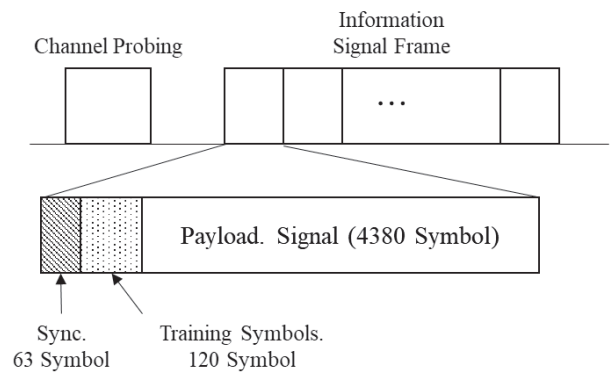 Information
Signal Frame
Channel Probing
...
Payload. Signal (4380 Symbol)
Sync.
63 Symbol
Training Symbols.
120 Symbol